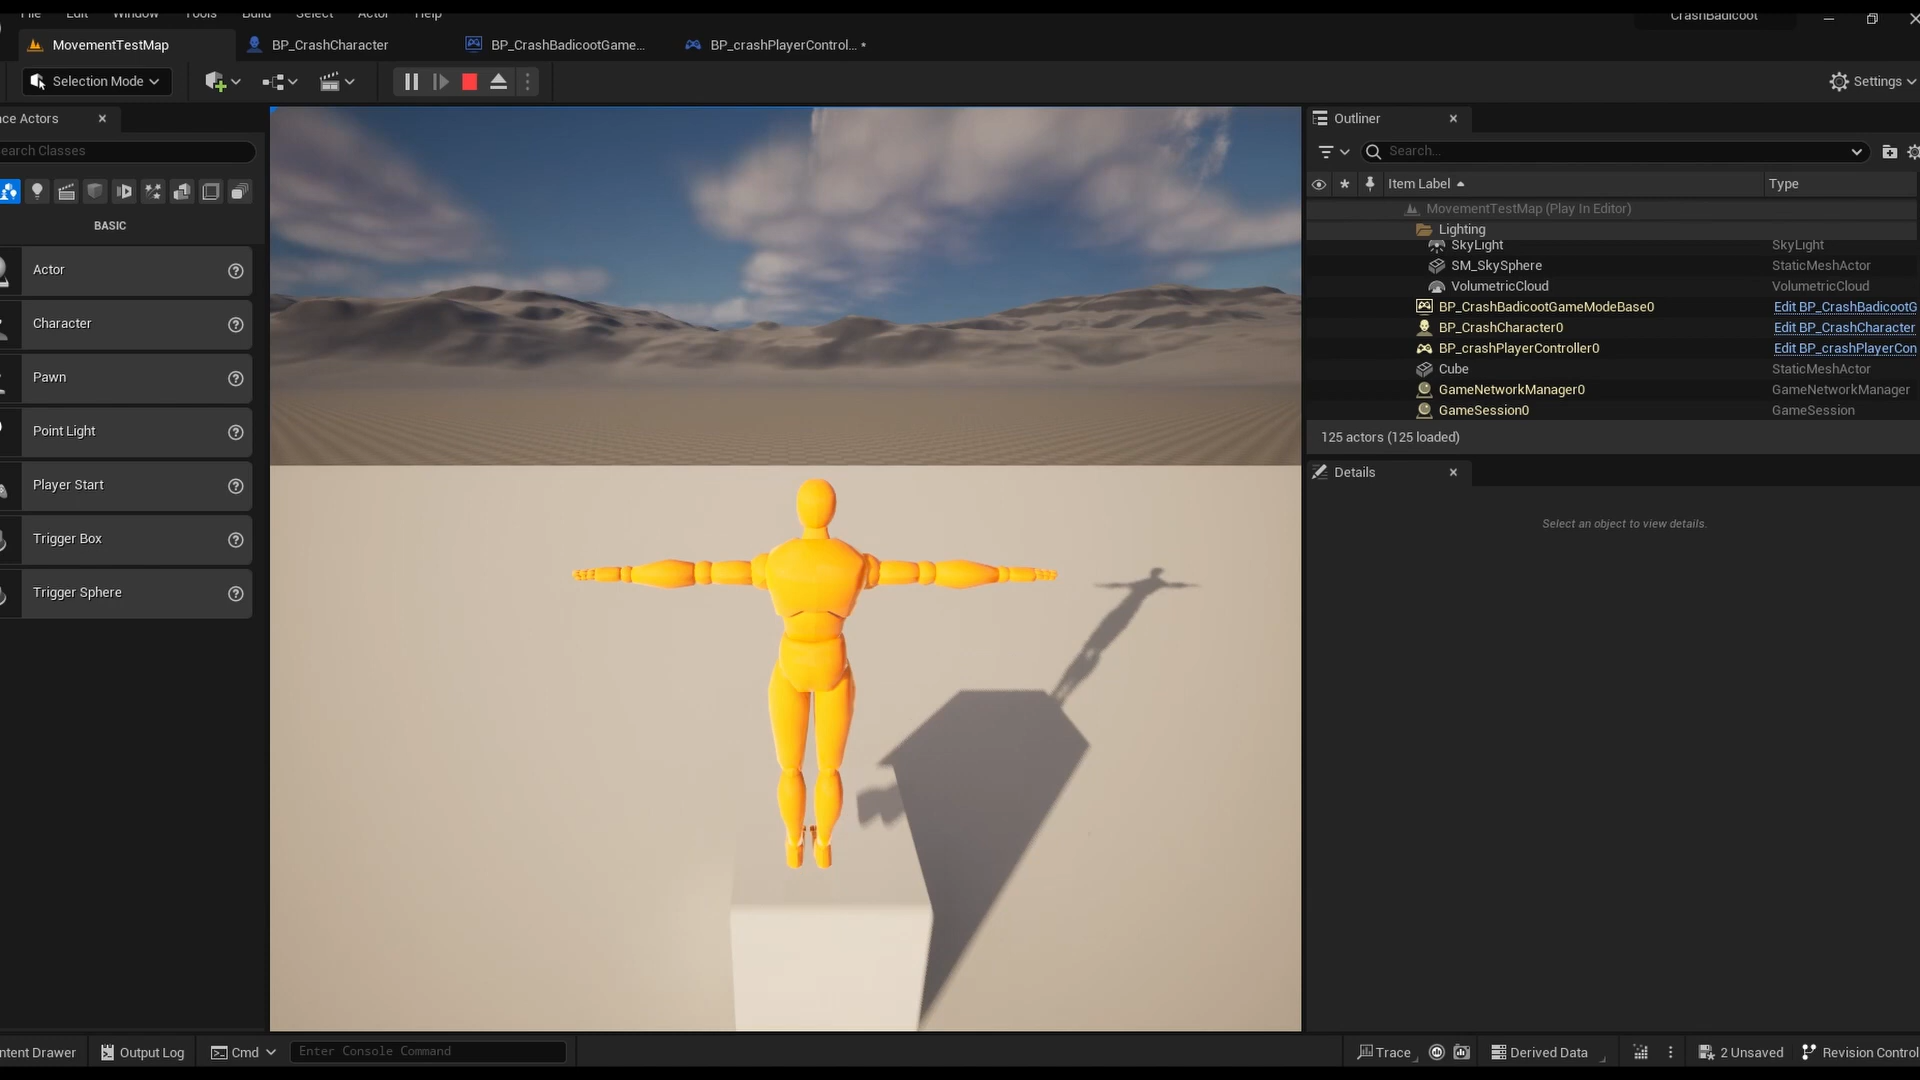 File Edit Window Tools Build Select Actor Help
CrashBadicoot
MovementTestMap
BP_CrashCharacter
BP_CrashBadicootGame...
BP_crashPlayerControl... *
Selection Mode
Settings
ce Actors
earch Classes
BASIC
Actor
Character
Pawn
Point Light
Player Start
Trigger Box
Trigger Sphere
Outliner
Search...
Item Label
Type
MovementTestMap (Play In Editor)
Lighting
SkyLight SkyLight
SM_SkySphere StaticMeshActor
VolumetricCloud VolumetricCloud
BP_CrashBadicootGameModeBase0 Edit BP_CrashBadicootG
BP_CrashCharacter0 Edit BP_CrashCharacter
BP_crashPlayerController0 Edit BP_crashPlayerCon
Cube StaticMeshActor
GameNetworkManager0 GameNetworkManager
GameSession0 GameSession
125 actors (125 loaded)
Details
Select an object to view details.
ntent Drawer
Output Log
Cmd
Enter Console Command
Trace
Derived Data
2 Unsaved
Revision Control